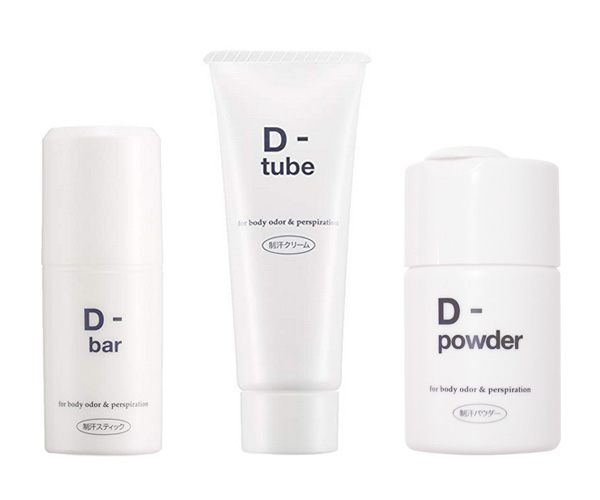 D -
bar
for body odor & perspiration
制汗スティック
D -
tube
for body odor & perspiration
制汗クリーム
D -
powder
for body odor & perspiration
制汗パウダー